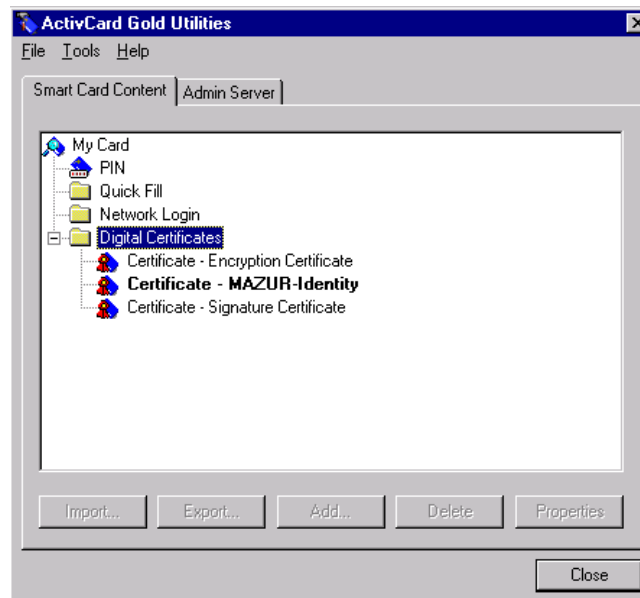 ActivCard Gold Utilities
File Tools Help
Smart Card Content Admin Server
My Card
PIN
Quick Fill
Network Login
Digital Certificates
Certificate - Encryption Certificate
Certificate - MAZUR-Identity
Certificate - Signature Certificate
Import... Export... Add... Delete Properties
Close